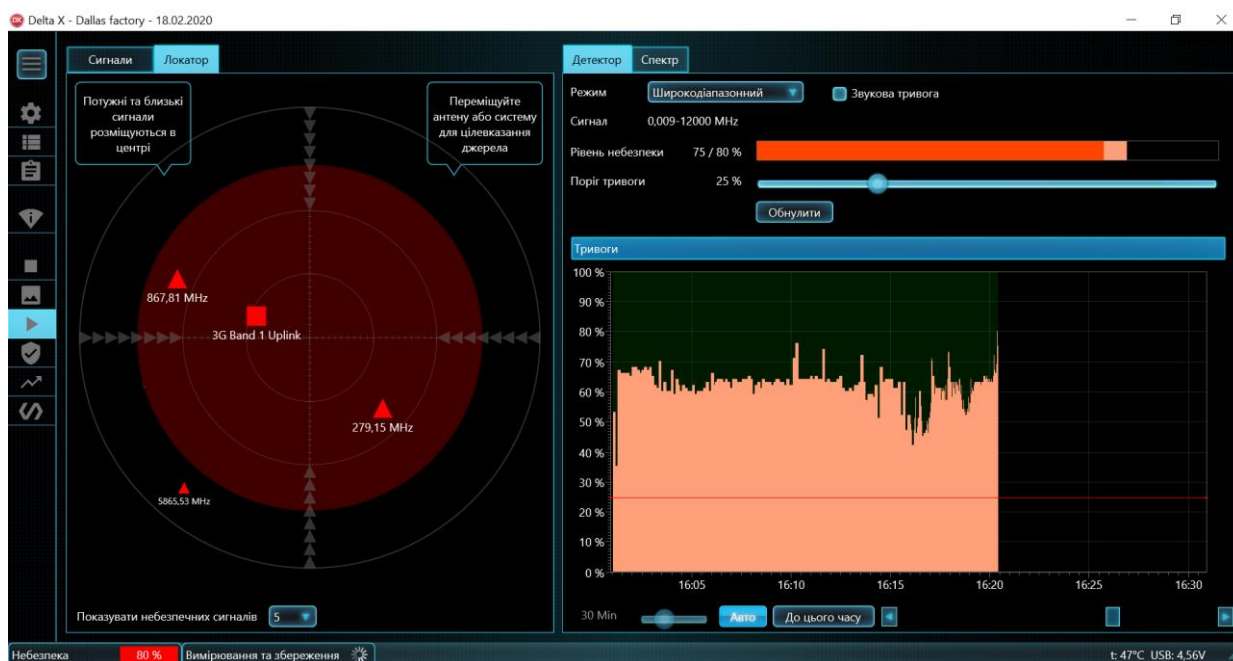 Delta X - Dallas factory - 18.02.2020
Сигнали
Локатор
Потужні та близькі
сигнали
розміщуються в
центрі
Переміщуйте
антену або систему
для цілевказання
джерела
867,81 MHz
3G Band 1 Uplink
279,15 MHz
5865,53 MHz
Показувати небезпечних сигналів 5
Детектор
Спектр
Режим Широкодіапазонний Звукова тривога
Сигнал 0,009-12000 MHz
Рівень небезпеки 75 / 80 %
Поріг тривоги 25 %
Обнулити
Тривоги
100 %
90 %
80 %
70 %
60 %
50 %
40 %
30 %
20 %
10 %
0 %
16:05 16:10 16:15 16:20 16:25 16:30
30 Min Авто До цього часу
Небезпека 80 % Вимірювання та збереження t: 47°C USB: 4,56V